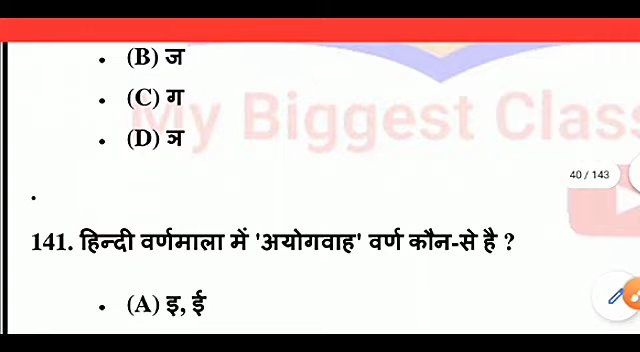 (B) ज
(C) ग
(D) ञ
My Biggest Class
40 / 143
141. हिन्दी वर्णमाला में 'अयोगवाह' वर्ण कौन-से है ?
(A) इ, ई